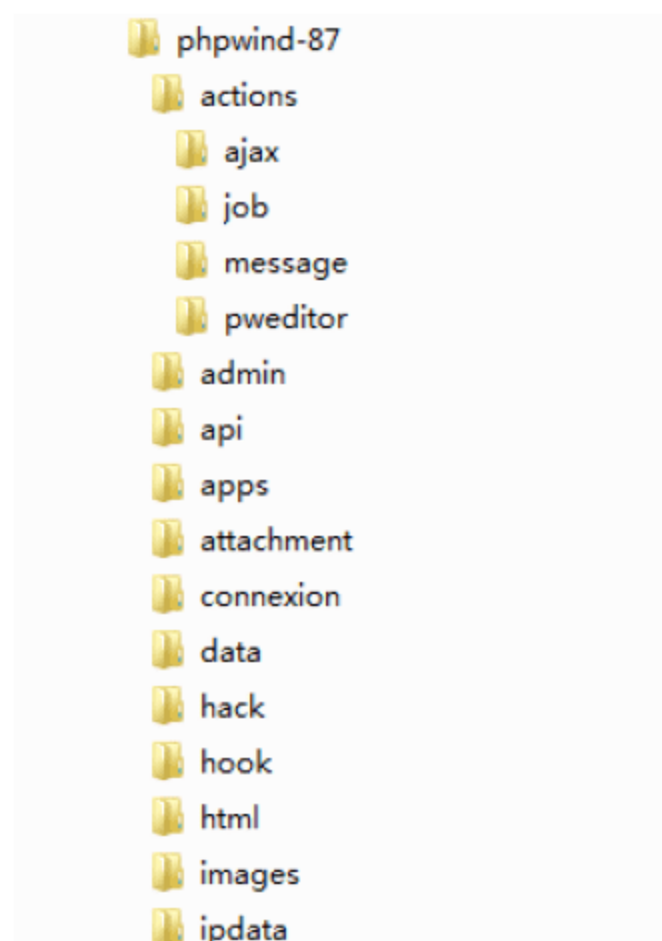 phpwind-87
actions
ajax
job
message
pweditor
admin
api
apps
attachment
connexion
data
hack
hook
html
images
ipdata